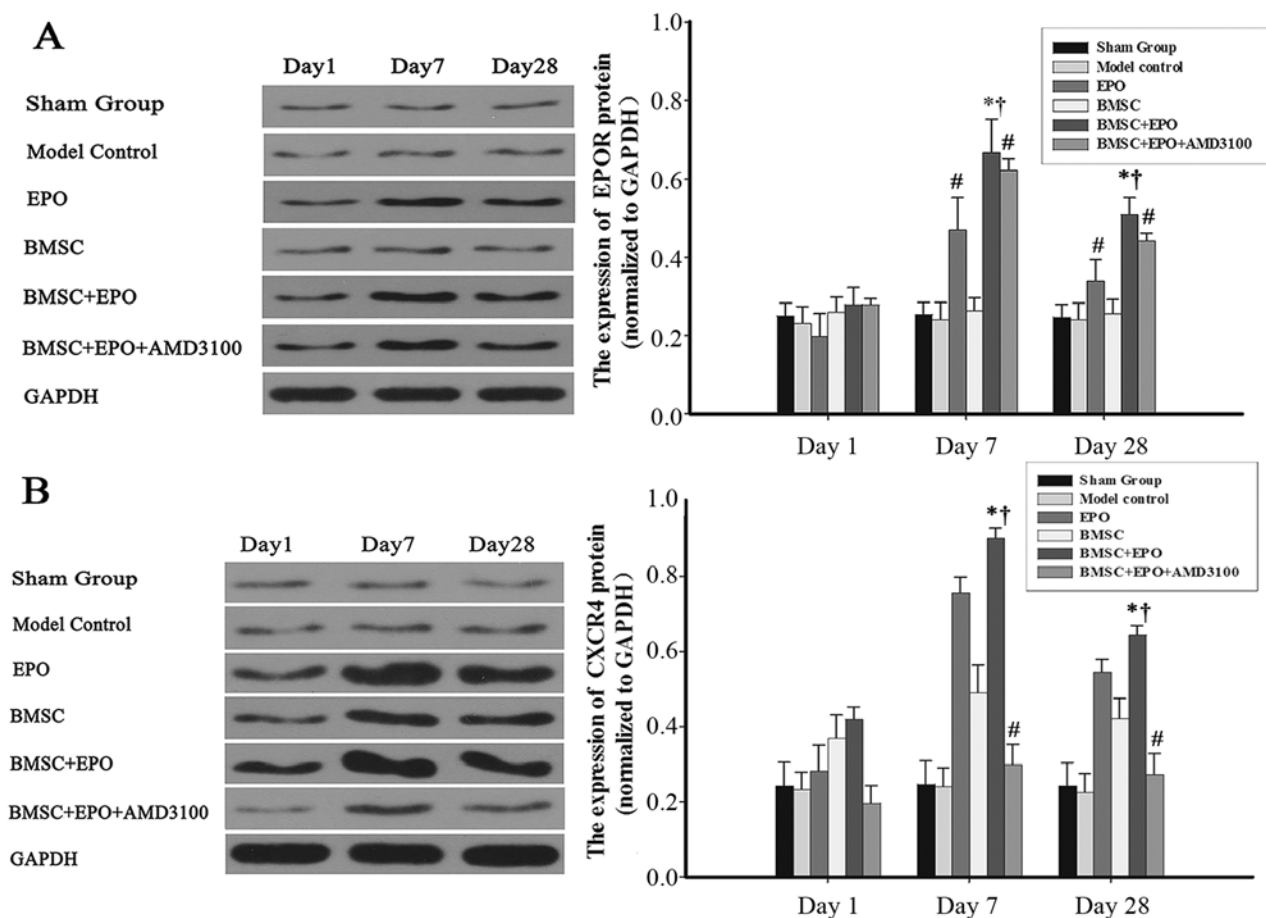 A
Day1 Day7 Day28
Sham Group
Model Control
EPO
BMSC
BMSC+EPO
BMSC+EPO+AMD3100
GAPDH
The expression of EPOR protein
(normalized to GAPDH)
1.0
0.8
0.6
0.4
0.2
0.0
Sham Group
Model control
EPO
BMSC
BMSC+EPO
BMSC+EPO+AMD3100
# *† #
# *† #
Day 1 Day 7 Day 28
B
Day1 Day7 Day28
Sham Group
Model Control
EPO
BMSC
BMSC+EPO
BMSC+EPO+AMD3100
GAPDH
The expression of CXCR4 protein
(normalized to GAPDH)
1.0
0.8
0.6
0.4
0.2
0.0
Sham Group
Model control
EPO
BMSC
BMSC+EPO
BMSC+EPO+AMD3100
*† #
*† #
Day 1 Day 7 Day 28